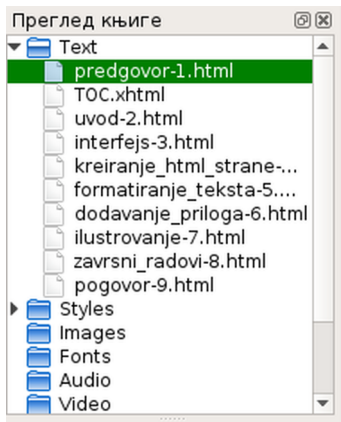 Преглед књиге
Text
predgovor-1.html
TOC.xhtml
uvod-2.html
interfejs-3.html
kreiranje_html_strane-...
formatiranje_teksta-5....
dodavanje_priloga-6.html
ilustrovanje-7.html
zavrsni_radovi-8.html
pogovor-9.html
Styles
Images
Fonts
Audio
Video